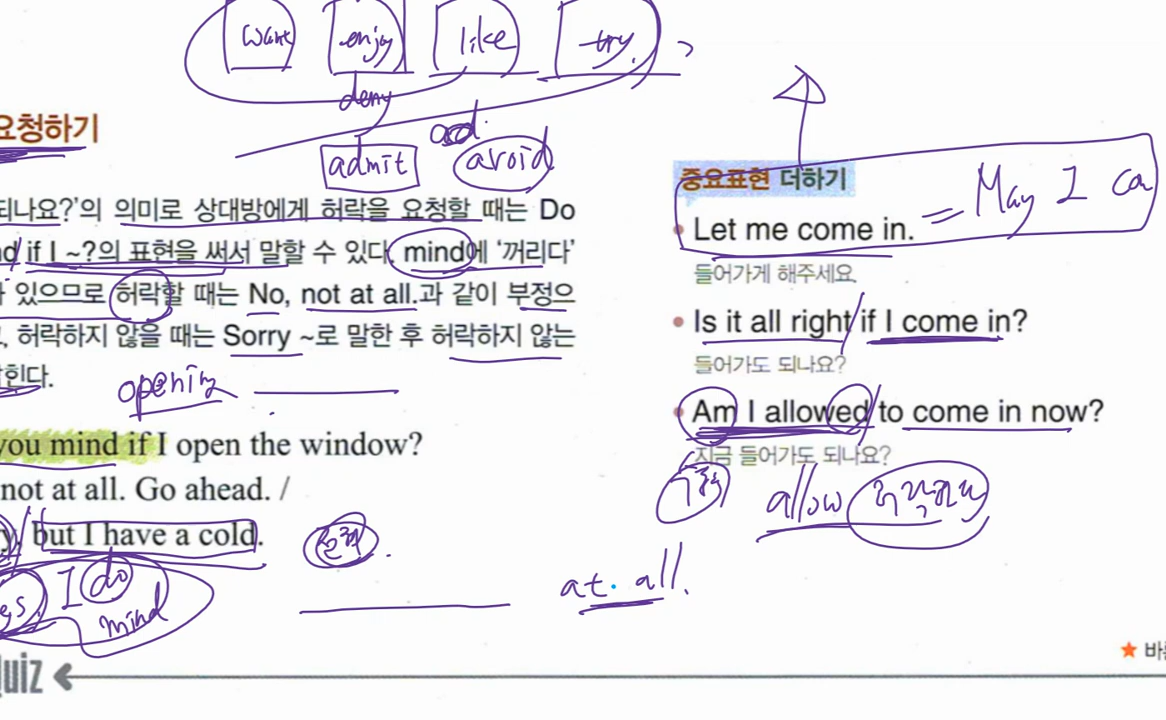 want enjoy like try
deny
admit avoid
요청하기
되나요?'의 의미로 상대방에게 허락을 요청할 때는 Do
if I ~?의 표현을 써서 말할 수 있다. mind에 '꺼리다'
있으므로 허락할 때는 No, not at all.과 같이 부정으
, 허락하지 않을 때는 Sorry ~로 말한 후 허락하지 않는
힌다.
opening
you mind if I open the window?
not at all. Go ahead. /
but I have a cold.
I do
mind
중요표현 더하기
Let me come in. = May I
들어가게 해주세요.
Is it all right if I come in?
들어가도 되나요?
Am I allowed to come in now?
지금 들어가도 되나요?
allow
at all.
Quiz
★ 바